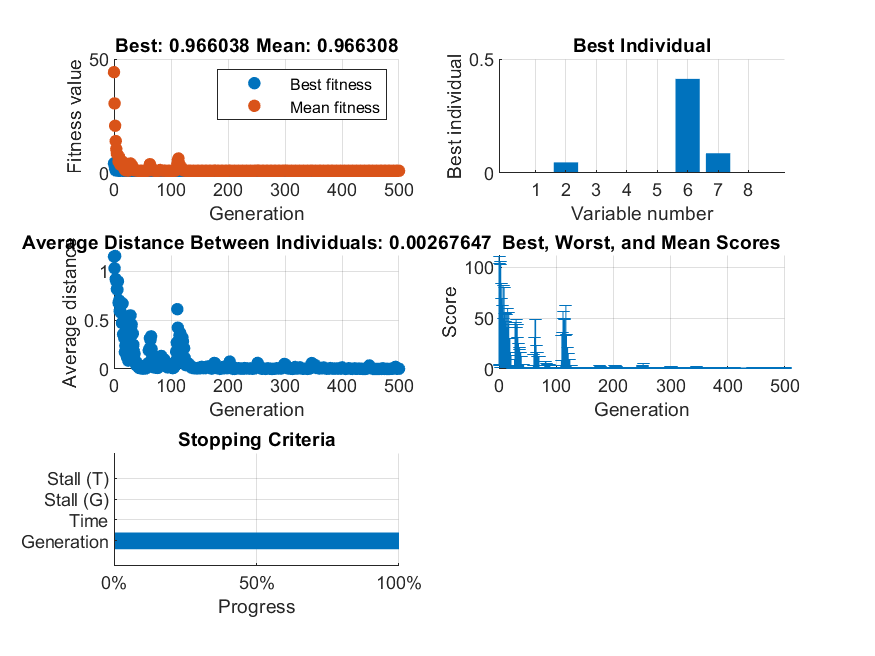 Best: 0.966038 Mean: 0.966308
50
0
Fitness value
Best fitness
Mean fitness
0 100 200 300 400 500
Generation
Best Individual
0.5
0
Best individual
1 2 3 4 5 6 7 8
Variable number
Average Distance Between Individuals: 0.00267647
1
0.5
0
Average distance
0 100 200 300 400 500
Generation
Best, Worst, and Mean Scores
100
50
0
Score
0 100 200 300 400 500
Generation
Stopping Criteria
Stall (T)
Stall (G)
Time
Generation
0% 50% 100%
Progress